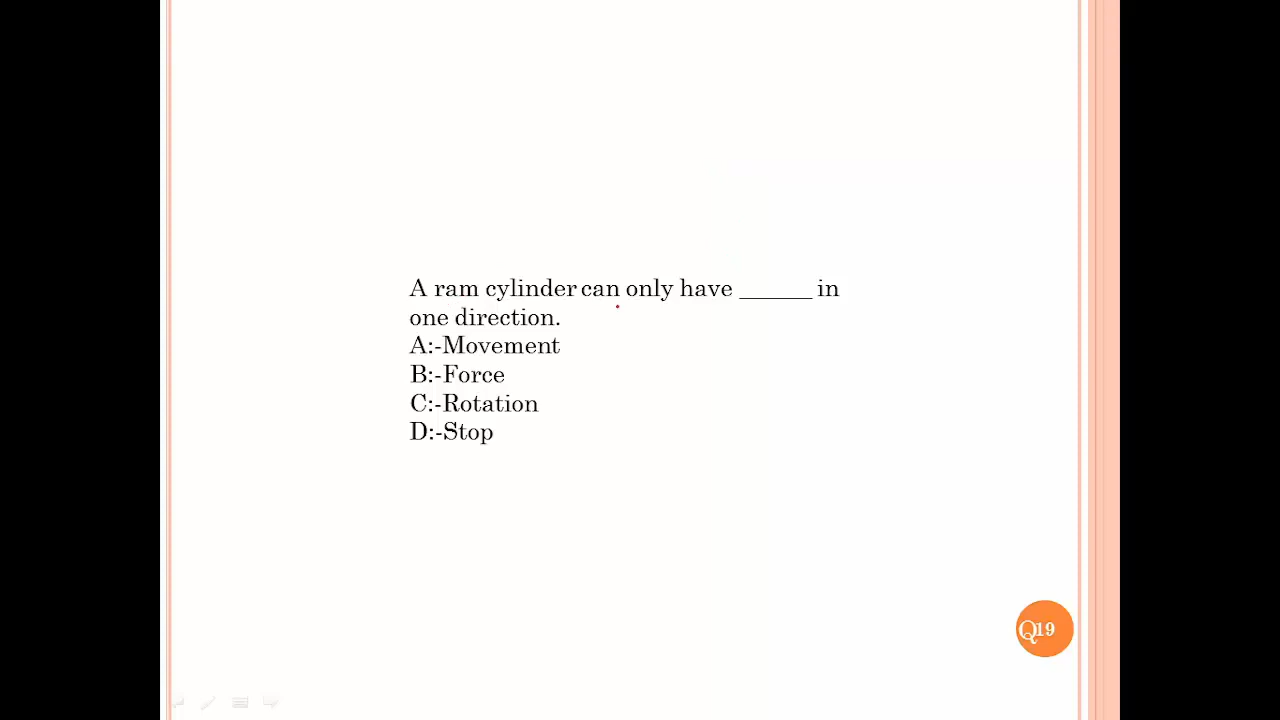 A ram cylinder can only have ______ in
one direction.
A:-Movement
B:-Force
C:-Rotation
D:-Stop
Q19